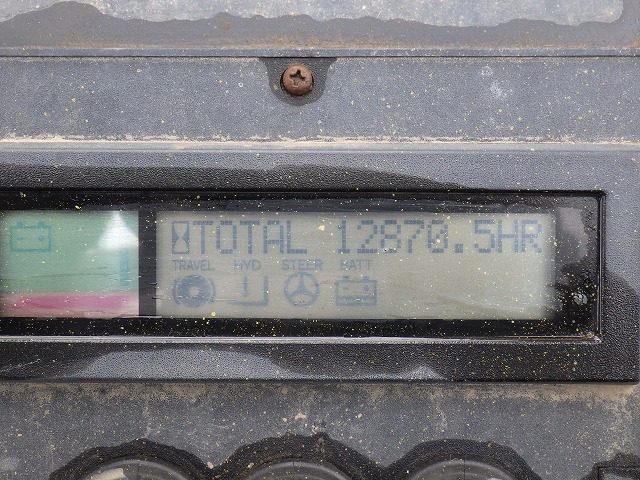 TOTAL 12870.5HR
TRAVEL HYD STEER BATT